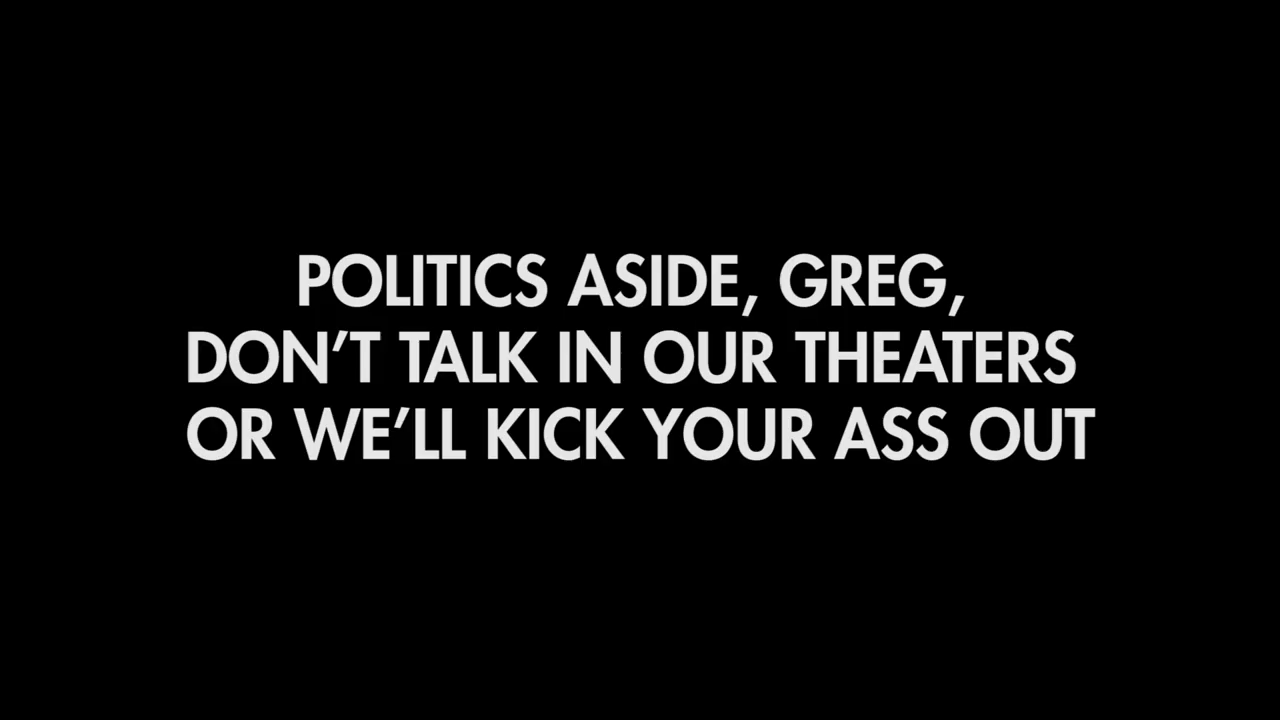 POLITICS ASIDE, GREG,
DON’T TALK IN OUR THEATERS
OR WE’LL KICK YOUR ASS OUT